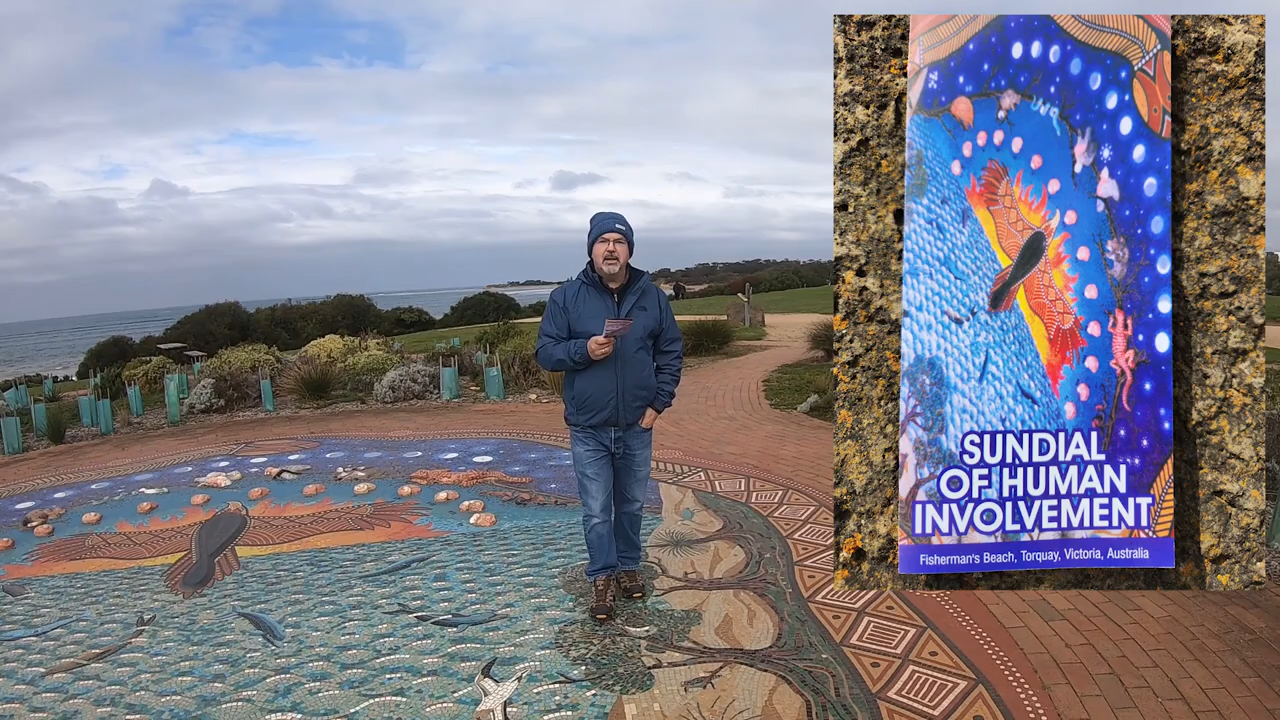 SUNDIAL
OF HUMAN
INVOLVEMENT
Fisherman's Beach, Torquay, Victoria, Australia